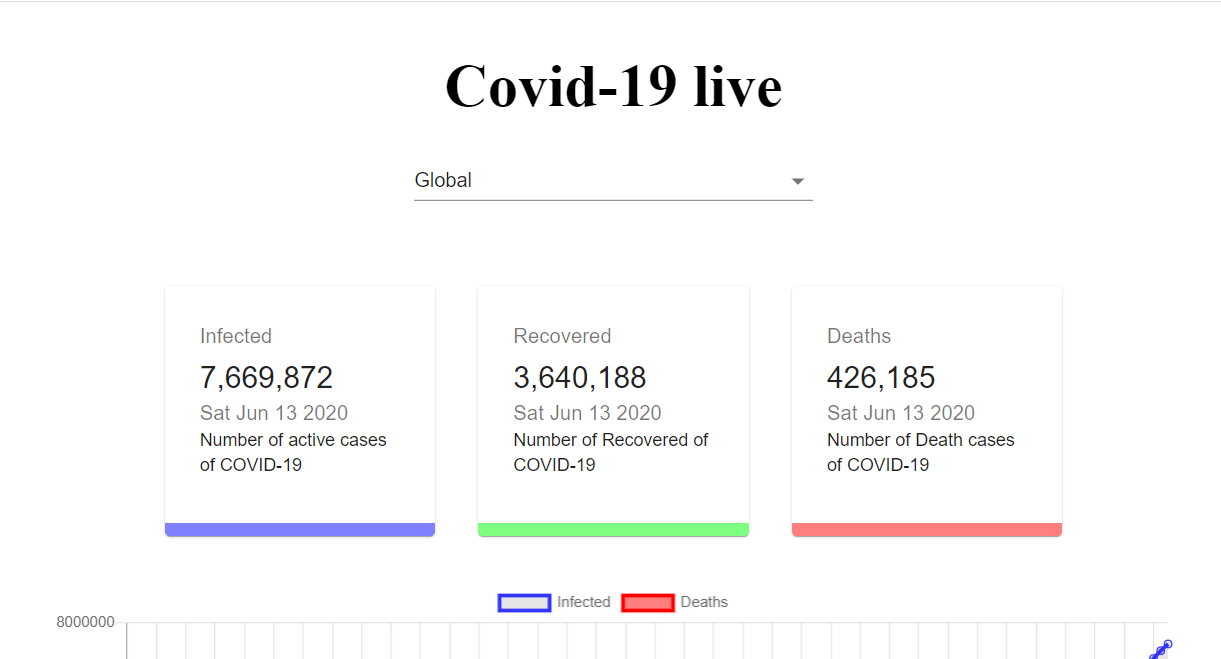 Covid-19 live
Global
Infected
7,669,872
Sat Jun 13 2020
Number of active cases
of COVID-19
Recovered
3,640,188
Sat Jun 13 2020
Number of Recovered of
COVID-19
Deaths
426,185
Sat Jun 13 2020
Number of Death cases
of COVID-19
Infected Deaths
8000000